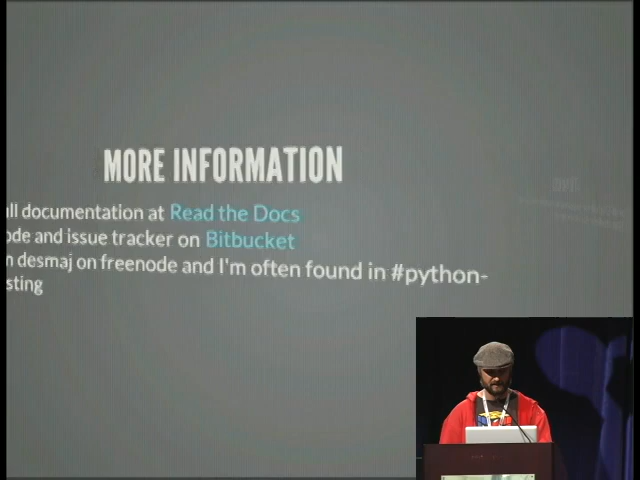 MORE INFORMATION
ll documentation at Read the Docs
de and issue tracker on Bitbucket
desmaj on freenode and I'm often found in #python-
sting